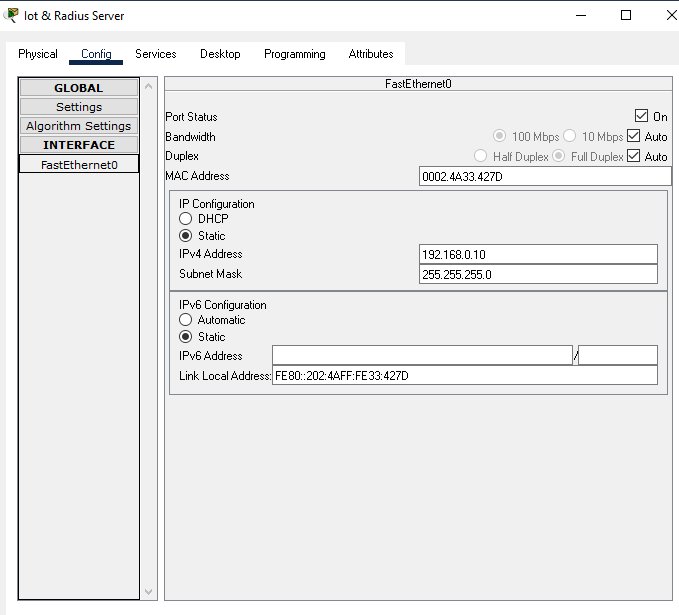 Iot & Radius Server
Physical Config Services Desktop Programming Attributes
GLOBAL
Settings
Algorithm Settings
INTERFACE
FastEthernet0
FastEthernet0
Port Status On
Bandwidth 100 Mbps 10 Mbps Auto
Duplex Half Duplex Full Duplex Auto
MAC Address 0002.4A33.427D
IP Configuration
DHCP
Static
IPv4 Address 192.168.0.10
Subnet Mask 255.255.255.0
IPv6 Configuration
Automatic
Static
IPv6 Address /
Link Local Address: FE80::202:4AFF:FE33:427D